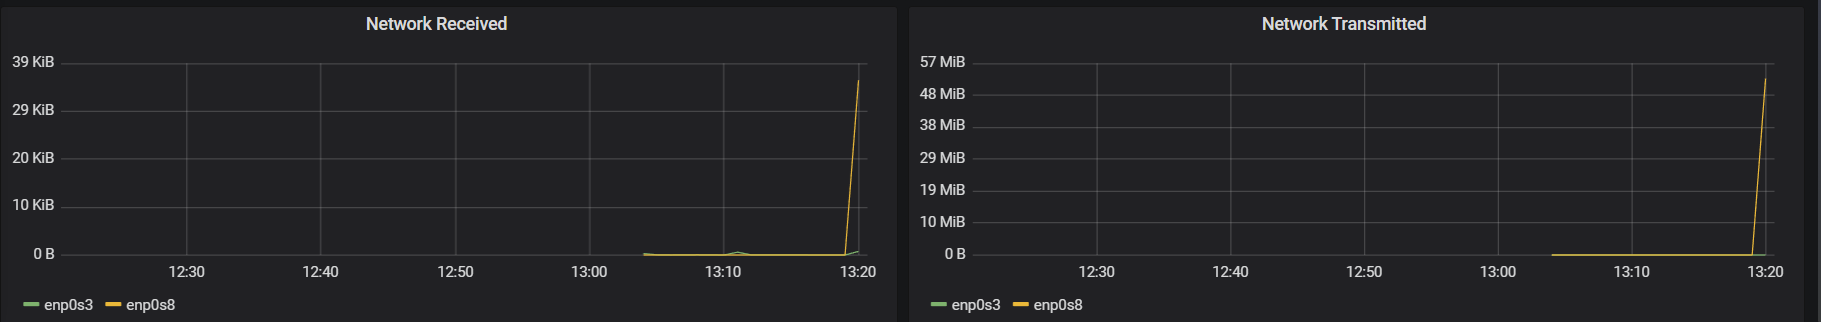 Network Received
39 KiB
29 KiB
20 KiB
10 KiB
0 B
12:30 12:40 12:50 13:00 13:10 13:20
enp0s3 enp0s8
Network Transmitted
57 MiB
48 MiB
38 MiB
29 MiB
19 MiB
10 MiB
0 B
12:30 12:40 12:50 13:00 13:10 13:20
enp0s3 enp0s8